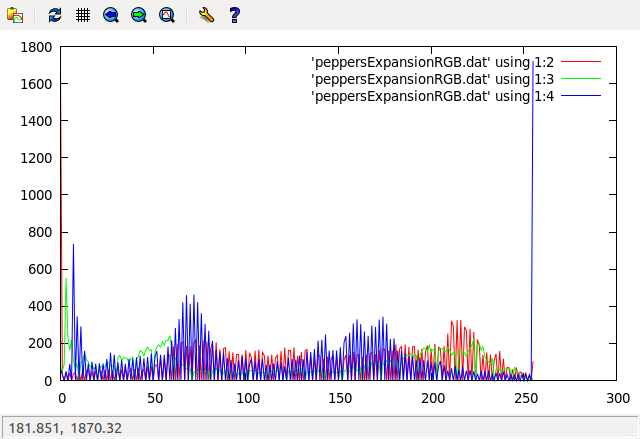 1800
'peppersExpansionRGB.dat' using 1:2
1600
'peppersExpansionRGB.dat' using 1:3
'peppersExpansionRGB.dat' using 1:4
1400
1200
1000
800
600
400
200
0
0 50 100 150 200 250 300
181.851, 1870.32